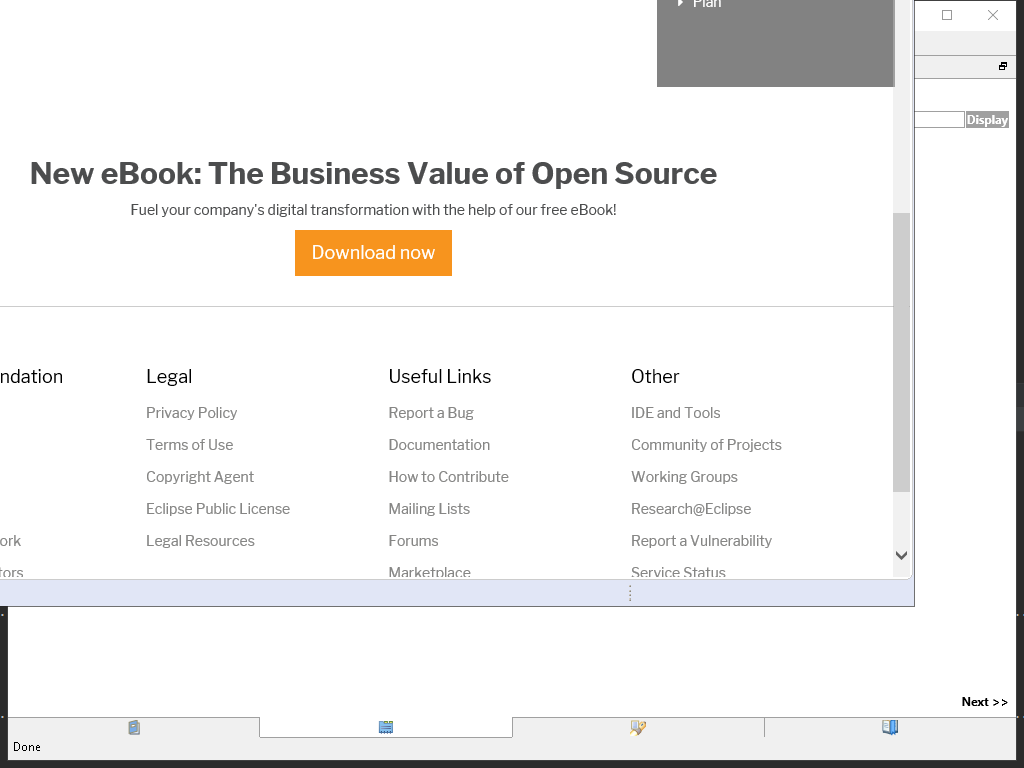 Plan
Display
New eBook: The Business Value of Open Source
Fuel your company's digital transformation with the help of our free eBook!
Download now
ndation
ork
tors
Legal
Privacy Policy
Terms of Use
Copyright Agent
Eclipse Public License
Legal Resources
Useful Links
Report a Bug
Documentation
How to Contribute
Mailing Lists
Forums
Marketplace
Other
IDE and Tools
Community of Projects
Working Groups
Research@Eclipse
Report a Vulnerability
Service Status
Next >>
Done